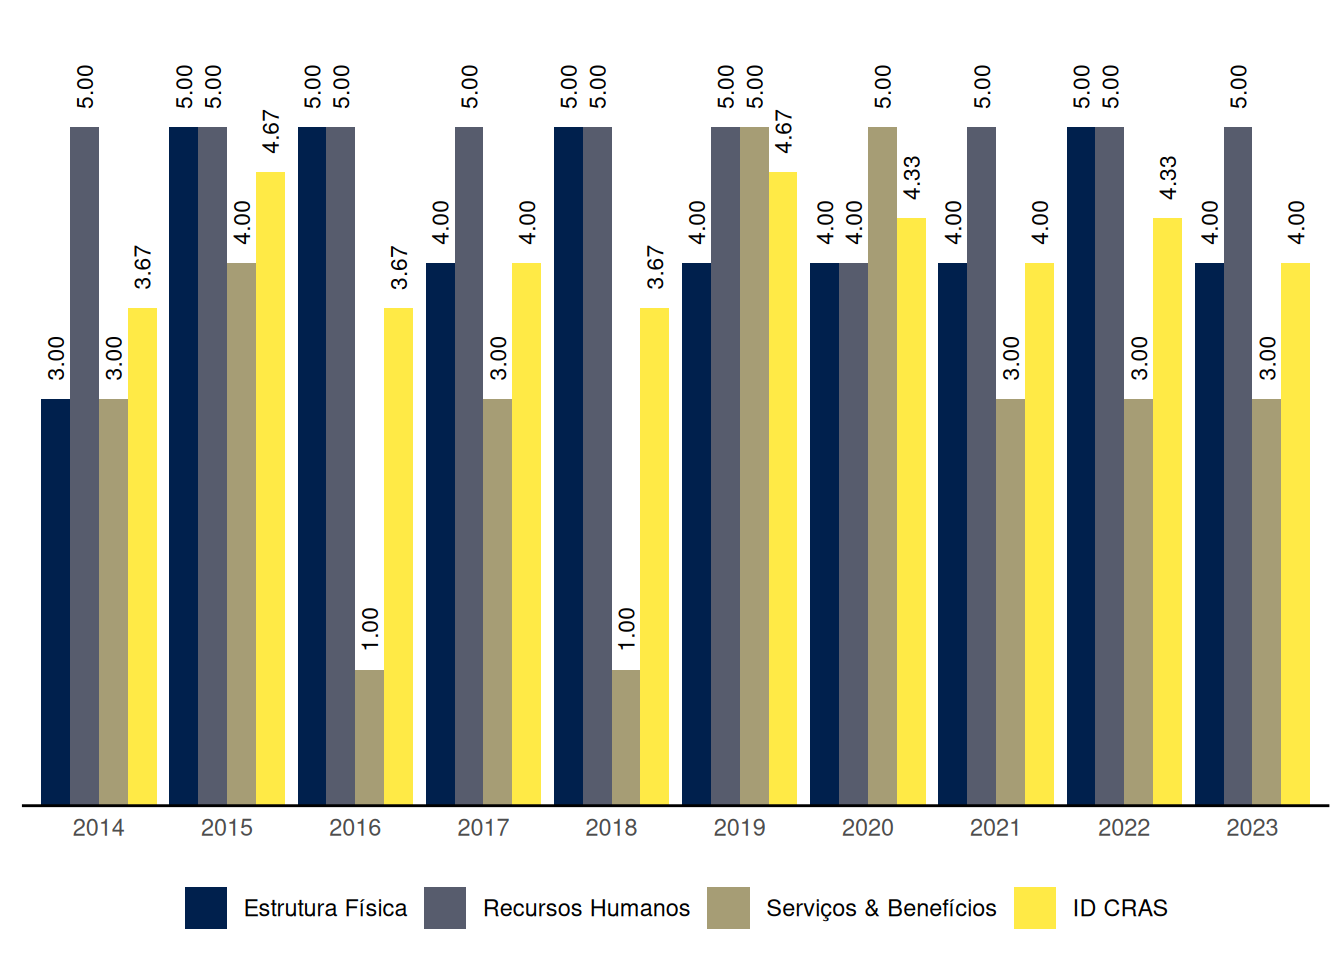 5.00 5.00 5.00 5.00 5.00 5.00 5.00 5.00 5.00 5.00 5.00 5.00 5.00 5.00 5.00
4.67 4.67
4.33 4.33
4.00 4.00 4.00 4.00 4.00 4.00 4.00 4.00 4.00 4.00
3.67 3.67 3.67
3.00 3.00 3.00 3.00 3.00 3.00
1.00 1.00
2014 2015 2016 2017 2018 2019 2020 2021 2022 2023
Estrutura Física Recursos Humanos Serviços & Benefícios ID CRAS